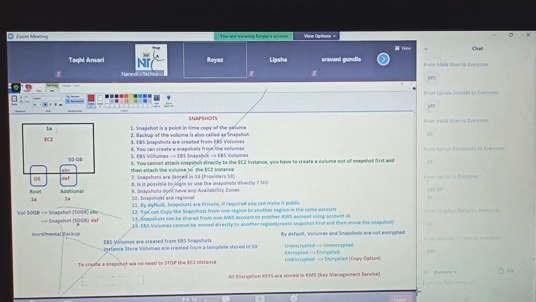 Zoom Meeting
You are viewing Reyaz's screen
View Options
View
Taqhi Ansari
Reyaz
Lipsha
sravani gundla
Chat
SNAPSHOTS
1. Snapshot is a point in time copy of the volume
2. Backup of the volume is also called as Snapshot
3. EBS Snapshots are created from EBS Volumes
4. You can create a snapshots from the volumes
5. EBS Volumes --> EBS Snapshot --> EBS Volumes
6. You cannot attach snapshot directly to the EC2 instance, you have to create a volume out of snapshot first and
then attach the volume to the EC2 Instance
7. Snapshots are Stored in S3 (Providers S3)
8. Is it possible to login or use the snapshots directly ? NO
9. Snapshots don't have any Availability Zones
10. Snapshots are regional
11. By default, Snapshots are Private, if required you can make it public
12. You can Copy the Snapshots from one region to another region in the same account
13. Snapshots can be shared from one AWS account to another AWS account using account id.
14. EBS Volumes cannot be moved directly to another region(create snapshot first and then move the snapshot)
1a
EC2
50 GB
OS
abc
def
Root
Addtional
1a
1a
Vol 50GB --> Snapshot (50GB) abc
--> Snapshot (50GB) def
Incremental Backup
By default, Volumes and Snapshots are not encrypted
EBS Volumes are created from EBS Snapshots
Instance Store Volumes are created from a template stored in S3
Unencrypted --> Unencrypted
Encrypted --> Encrypted
UnEncrypted --> Encrypted (Copy Option)
To create a snapshot we no need to STOP the EC2 Instance
All Encryption KEYS are stored in KMS (Key Management Service)